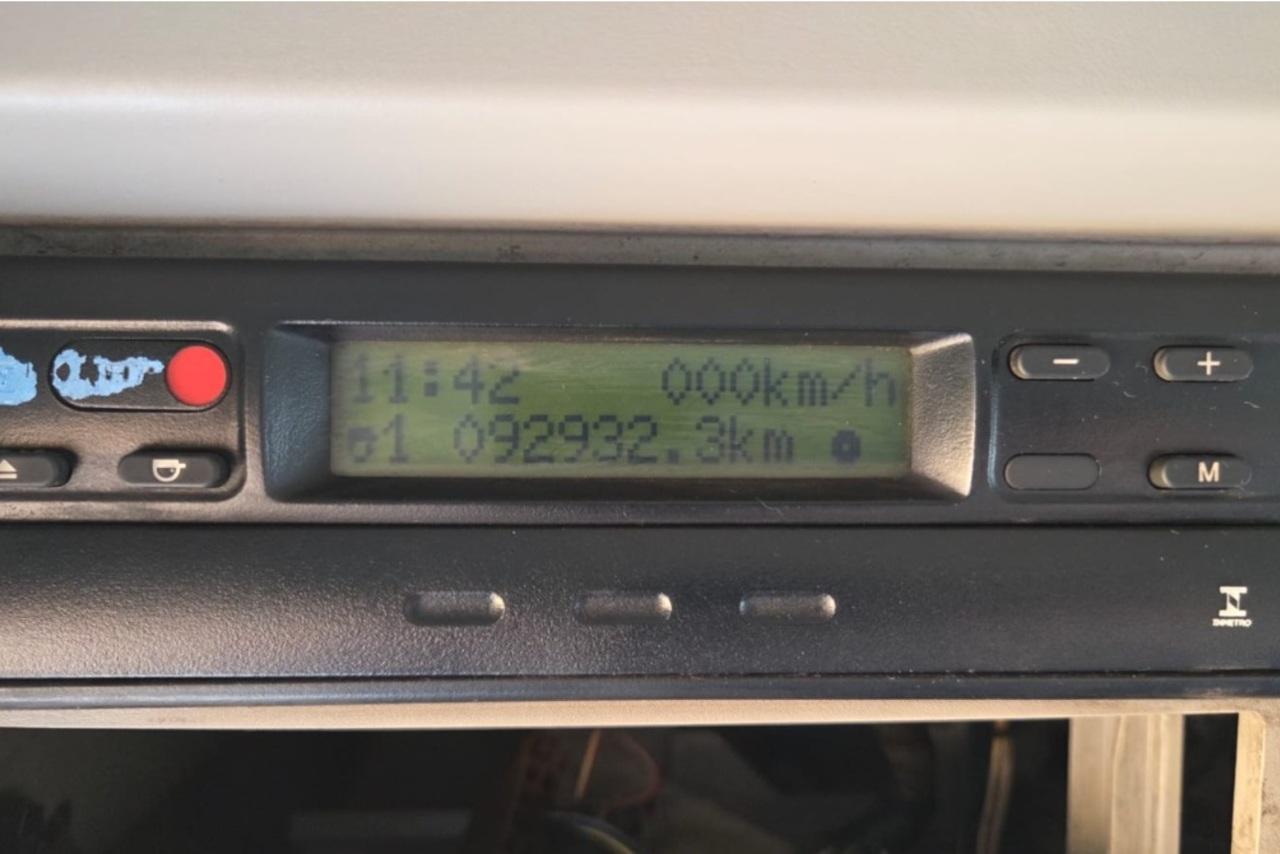 11:42 000km/h
1 092932.3km
- +
M
INMETRO